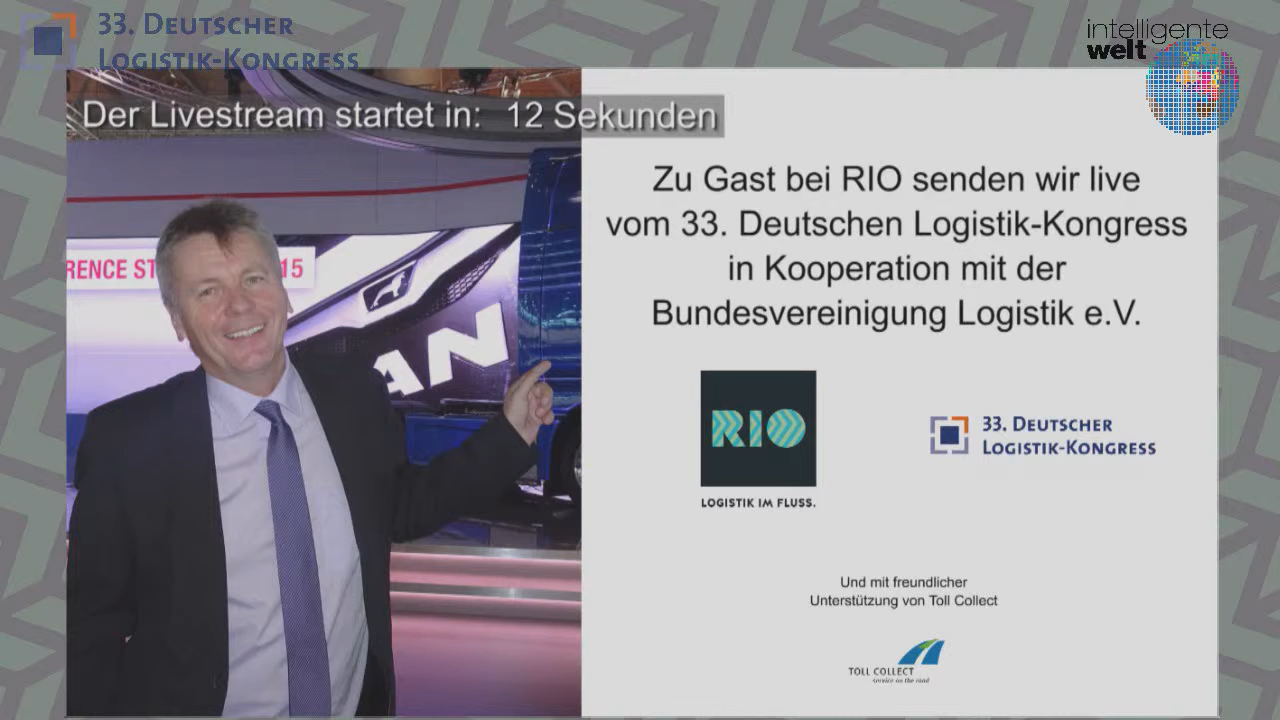 33. Deutscher
Logistik-Kongress
intelligente
welt
Der Livestream startet in: 12 Sekunden
Zu Gast bei RIO senden wir live
vom 33. Deutschen Logistik-Kongress
in Kooperation mit der
Bundesvereinigung Logistik e.V.
RENCE ST
15
AN
RIO
LOGISTIK IM FLUSS.
33. Deutscher
Logistik-Kongress
Und mit freundlicher
Unterstützung von Toll Collect
TOLL COLLECT
service on the road